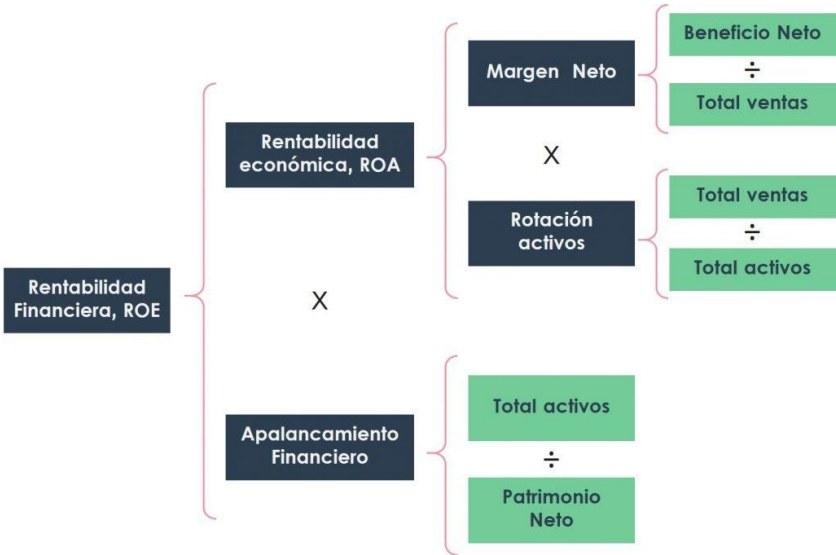 Beneficio Neto
÷
Total ventas
Margen Neto
X
Rentabilidad
económica, ROA
Rotación
activos
Total ventas
÷
Total activos
Rentabilidad
Financiera, ROE
X
Apalancamiento
Financiero
Total activos
÷
Patrimonio
Neto